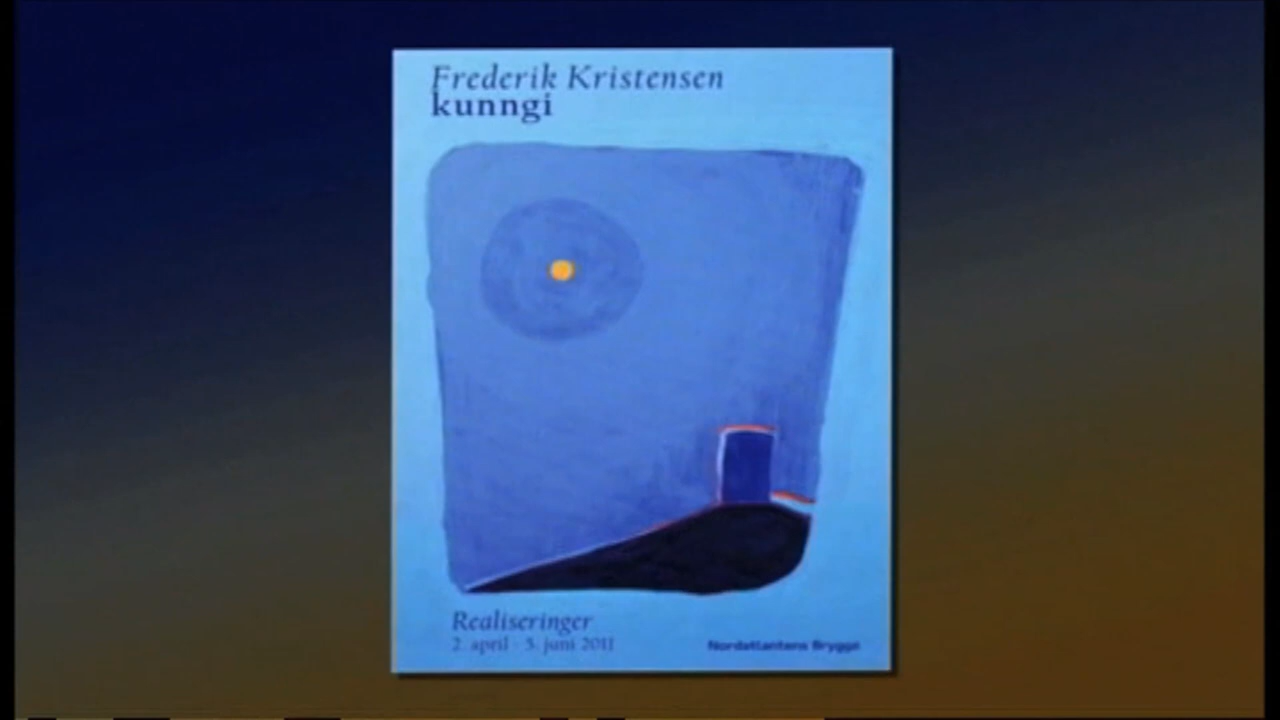 Frederik Kristensen
kunngi
Realiseringer
2. april - 5. juni 2011
Nordatlantens Brygge